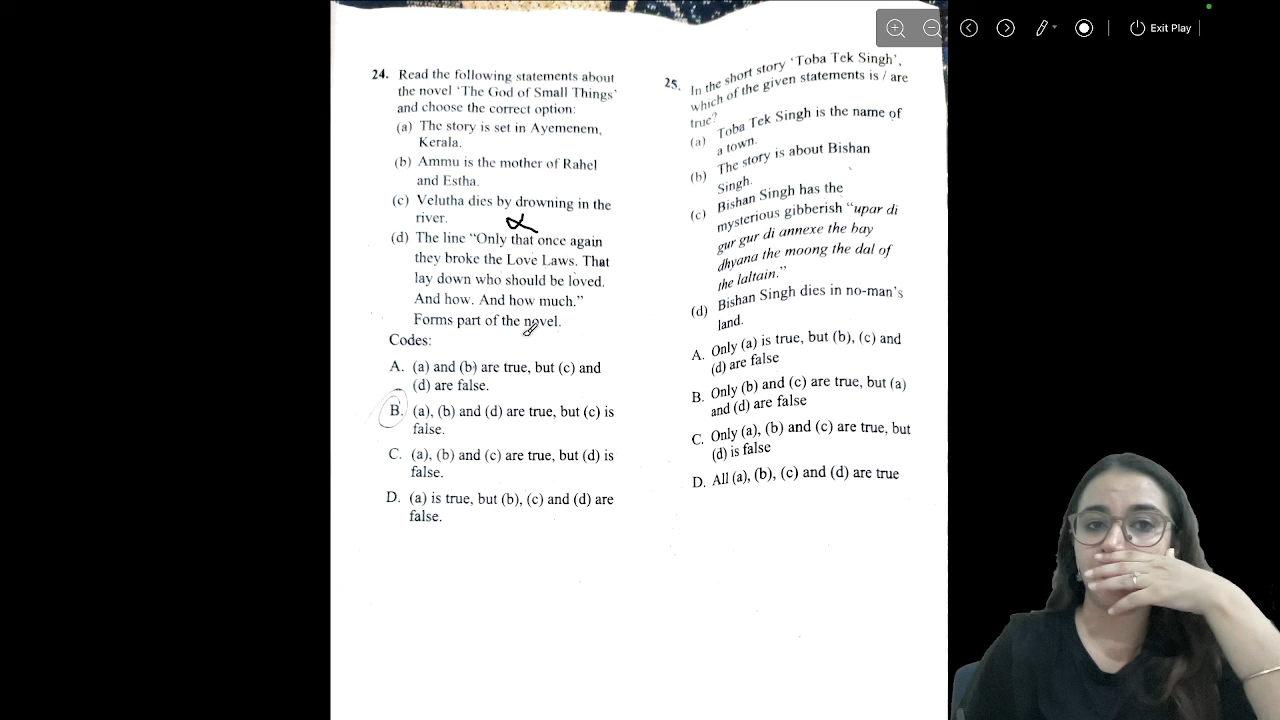 Exit Play
24. Read the following statements about
the novel ‘The God of Small Things’
and choose the correct option:
(a) The story is set in Ayemenem,
Kerala.
(b) Ammu is the mother of Rahel
and Estha.
(c) Velutha dies by drowning in the
river.
(d) The line “Only that once again
they broke the Love Laws. That
lay down who should be loved.
And how. And how much.”
Forms part of the novel.
Codes:
A. (a) and (b) are true, but (c) and
(d) are false.
B. (a), (b) and (d) are true, but (c) is
false.
C. (a), (b) and (c) are true, but (d) is
false.
D. (a) is true, but (b), (c) and (d) are
false.
25. In the short story ‘Toba Tek Singh’,
which of the given statements is / are
true?
(a) Toba Tek Singh is the name of
a town.
(b) The story is about Bishan
Singh.
(c) Bishan Singh has the
mysterious gibberish “upar di
gur gur di annexe the bay
dhyana the moong the dal of
the laltain.”
(d) Bishan Singh dies in no-man’s
land.
A. Only (a) is true, but (b), (c) and
(d) are false
B. Only (b) and (c) are true, but (a)
and (d) are false
C. Only (a), (b) and (c) are true, but
(d) is false
D. All (a), (b), (c) and (d) are true